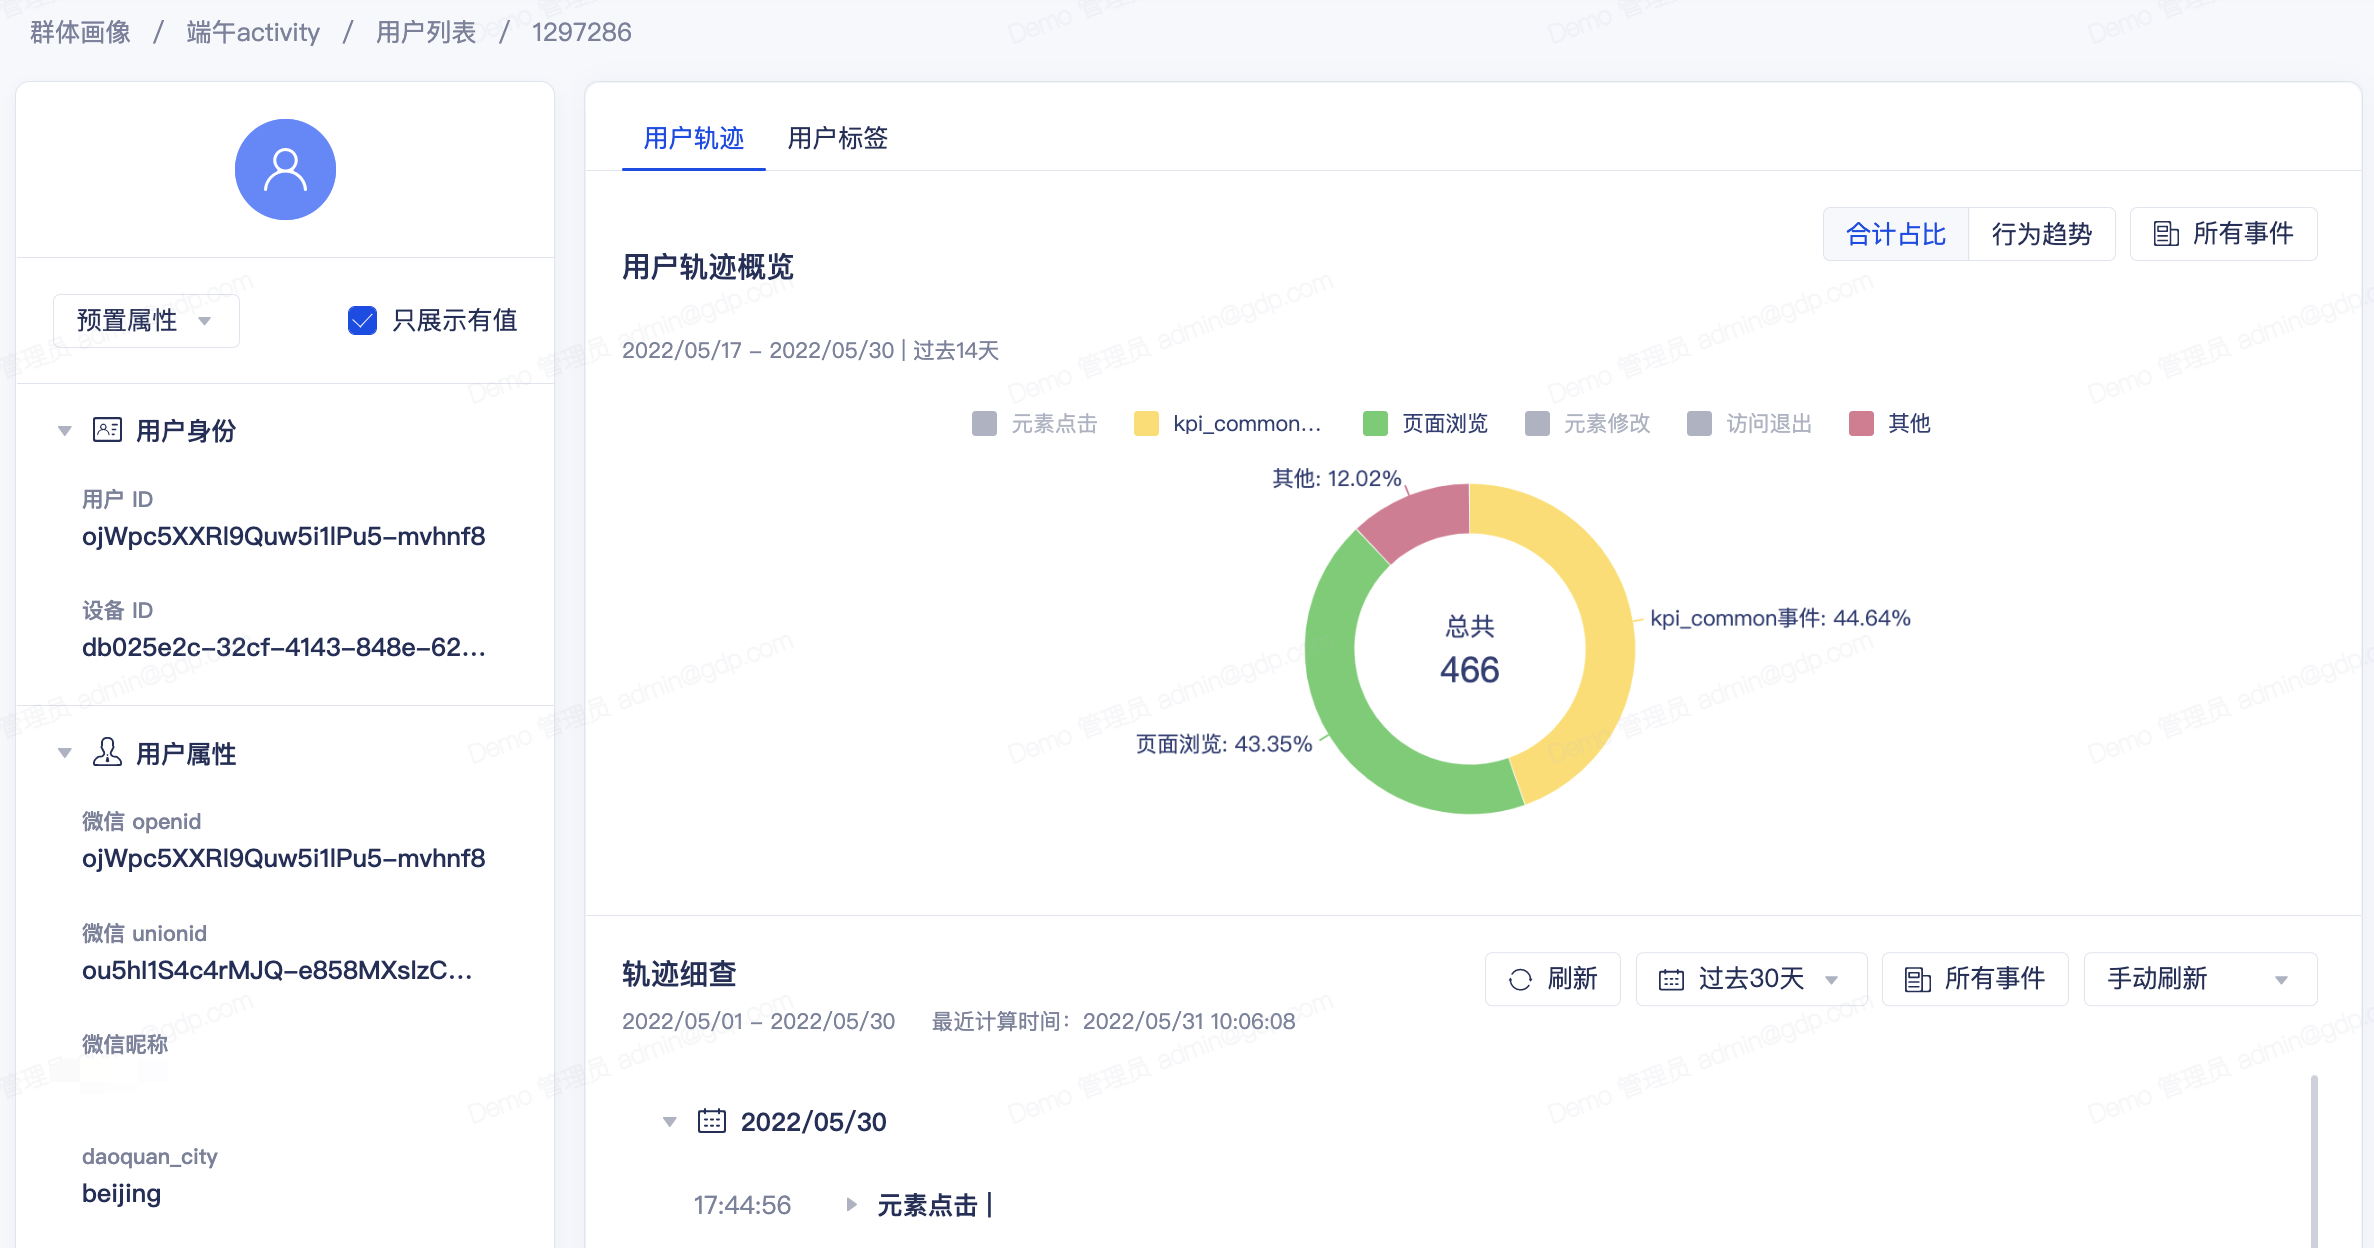 群体画像 / 端午activity / 用户列表 / 1297286
预置属性
只展示有值
用户身份
用户 ID
ojWpc5XXRl9Quw5i1lPu5-mvhnf8
设备 ID
db025e2c-32cf-4143-848e-62...
用户属性
微信 openid
ojWpc5XXRl9Quw5i1lPu5-mvhnf8
微信 unionid
ou5hI1S4c4rMJQ-e858MXslzC...
微信昵称
daoquan_city
beijing
用户轨迹 用户标签
合计占比 行为趋势 所有事件
用户轨迹概览
2022/05/17 - 2022/05/30 | 过去14天
元素点击 kpi_common... 页面浏览 元素修改 访问退出 其他
其他: 12.02%
kpi_common事件: 44.64%
总共
466
页面浏览: 43.35%
轨迹细查
刷新 过去30天 所有事件 手动刷新
2022/05/01 - 2022/05/30 最近计算时间: 2022/05/31 10:06:08
2022/05/30
17:44:56 元素点击 |
Demo 管理员 admin@gdp.com